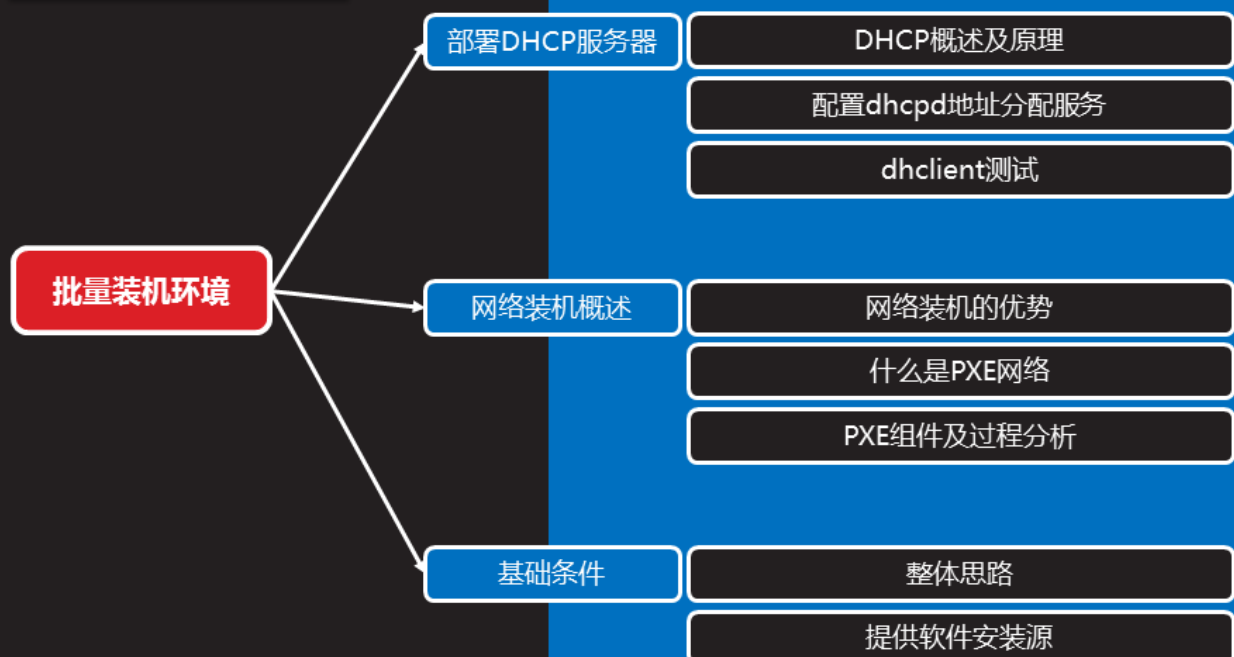 批量装机环境
部署DHCP服务器
DHCP概述及原理
配置dhcpd地址分配服务
dhclient测试
网络装机概述
网络装机的优势
什么是PXE网络
PXE组件及过程分析
基础条件
整体思路
提供软件安装源